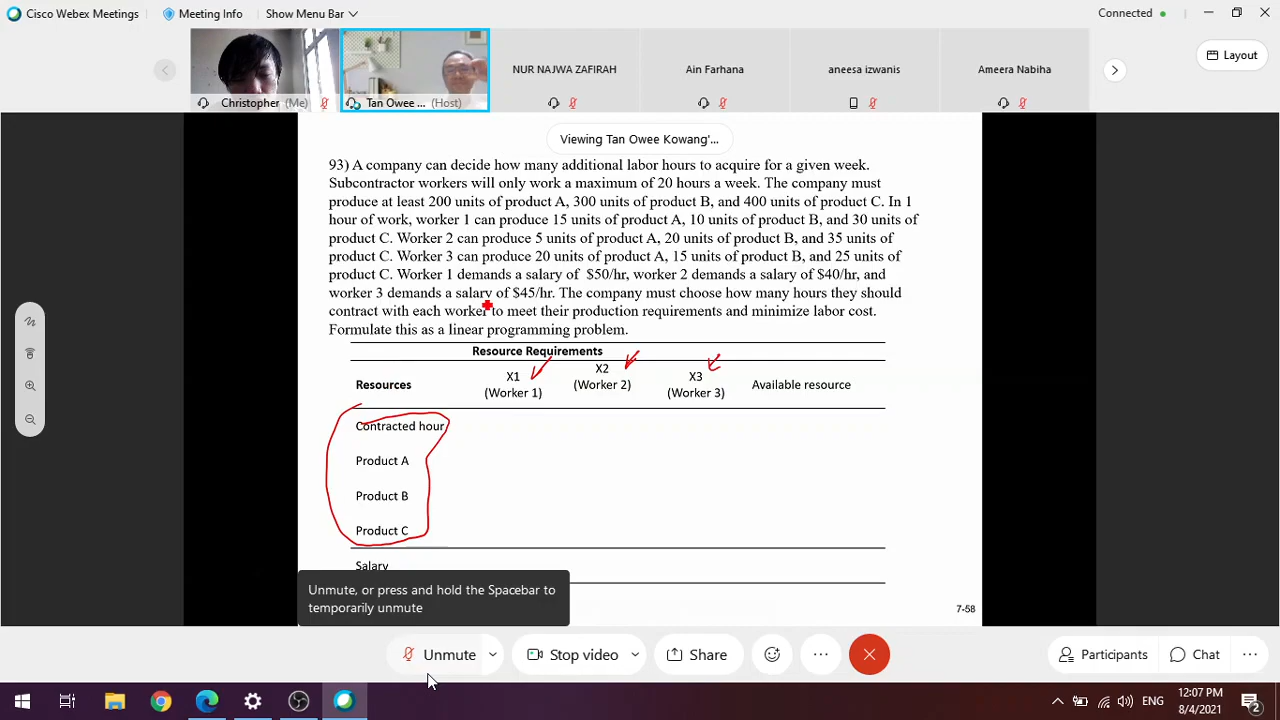 Cisco Webex Meetings
Meeting Info
Show Menu Bar
Connected
Christopher (Me)
Tan Owee ... (Host)
NUR NAJWA ZAFIRAH
Ain Farhana
aneesa izwanis
Ameera Nabiha
Layout
Viewing Tan Owee Kowang'...
93) A company can decide how many additional labor hours to acquire for a given week.
Subcontractor workers will only work a maximum of 20 hours a week. The company must
produce at least 200 units of product A, 300 units of product B, and 400 units of product C. In 1
hour of work, worker 1 can produce 15 units of product A, 10 units of product B, and 30 units of
product C. Worker 2 can produce 5 units of product A, 20 units of product B, and 35 units of
product C. Worker 3 can produce 20 units of product A, 15 units of product B, and 25 units of
product C. Worker 1 demands a salary of $50/hr, worker 2 demands a salary of $40/hr, and
worker 3 demands a salary of $45/hr. The company must choose how many hours they should
contract with each worker to meet their production requirements and minimize labor cost.
Formulate this as a linear programming problem.
Resource Requirements
Resources
X1
(Worker 1)
X2
(Worker 2)
X3
(Worker 3)
Available resource
Contracted hour
Product A
Product B
Product C
Salary
Unmute, or press and hold the Spacebar to
temporarily unmute
7-58
Unmute
Stop video
Share
Participants
Chat
ENG
12:07 PM
8/4/2021
2